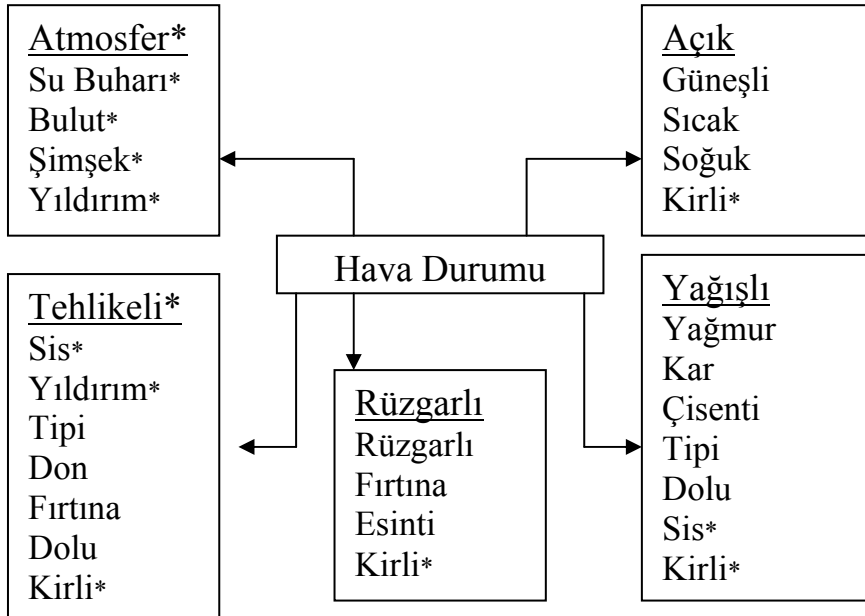 Atmosfer*
Su Buharı*
Bulut*
Şimşek*
Yıldırım*
Açık
Güneşli
Sıcak
Soğuk
Kirli*
Hava Durumu
Tehlikeli*
Sis*
Yıldırım*
Tipi
Don
Fırtına
Dolu
Kirli*
Rüzgarlı
Rüzgarlı
Fırtına
Esinti
Kirli*
Yağışlı
Yağmur
Kar
Çisenti
Tipi
Dolu
Sis*
Kirli*